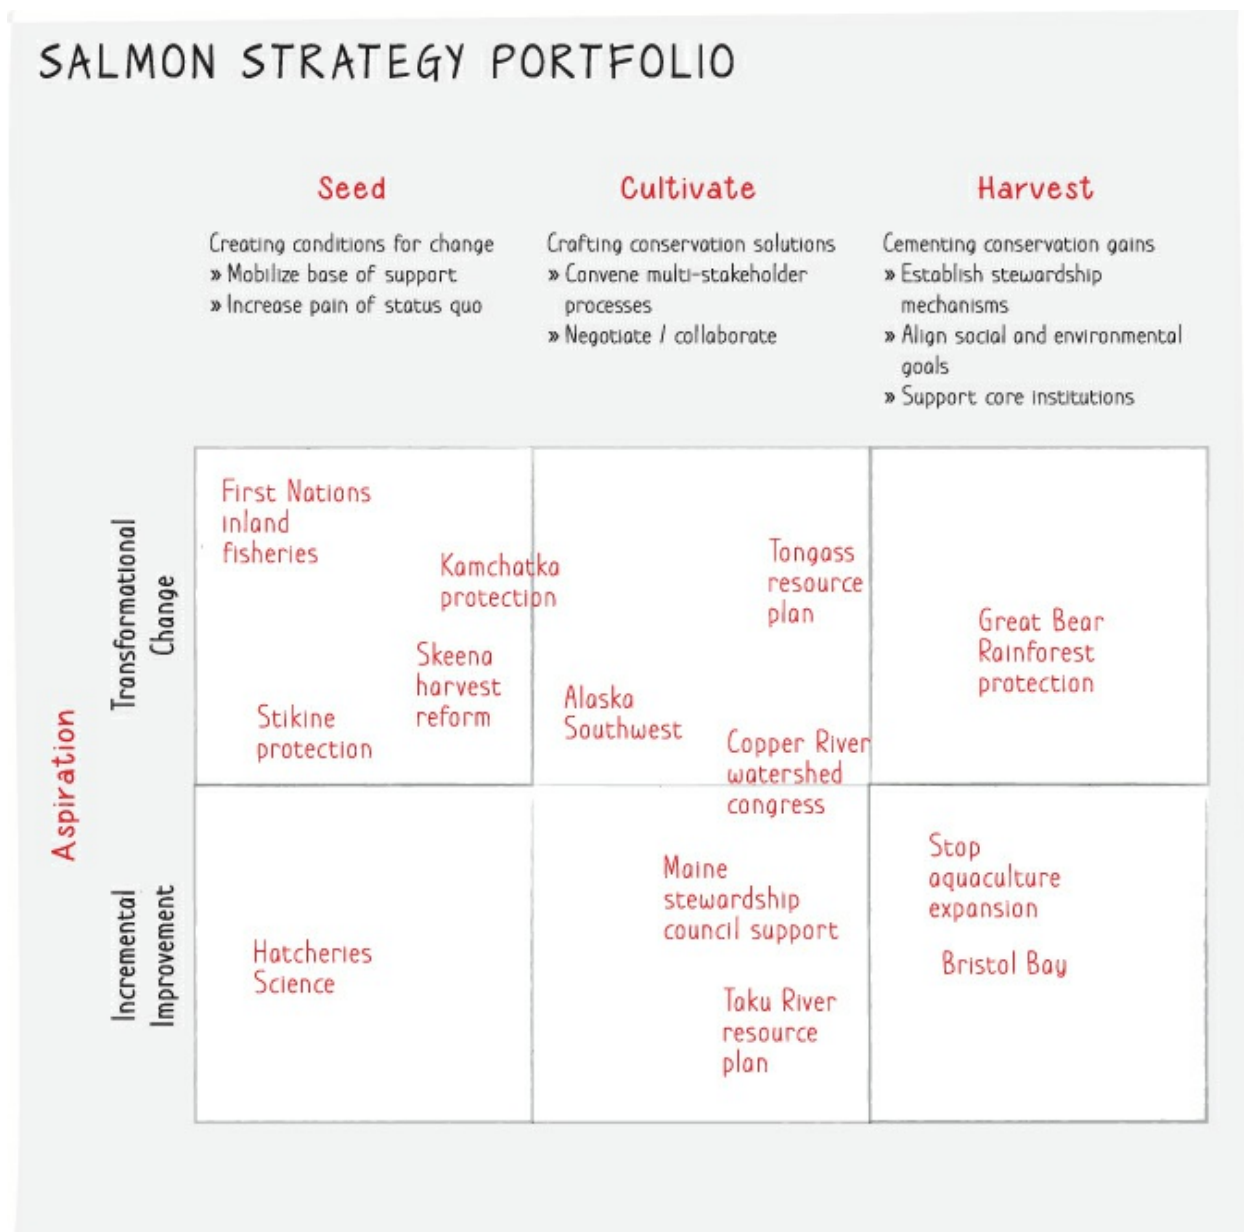 SALMON STRATEGY PORTFOLIO
Seed
Creating conditions for change
» Mobilize base of support
» Increase pain of status quo
Cultivate
Crafting conservation solutions
» Convene multi-stakeholder
processes
» Negotiate / collaborate
Harvest
Cementing conservation gains
» Establish stewardship
mechanisms
» Align social and environmental
goals
» Support core institutions
Aspiration
Transformational
Change
First Nations
inland
fisheries
Kamchatka
protection
Skeena
harvest
reform
Stikine
protection
Tongass
resource
plan
Alaska
Southwest
Copper River
watershed
congress
Great Bear
Rainforest
protection
Incremental
Improvement
Hatcheries
Science
Maine
stewardship
council support
Taku River
resource
plan
Stop
aquaculture
expansion
Bristol Bay